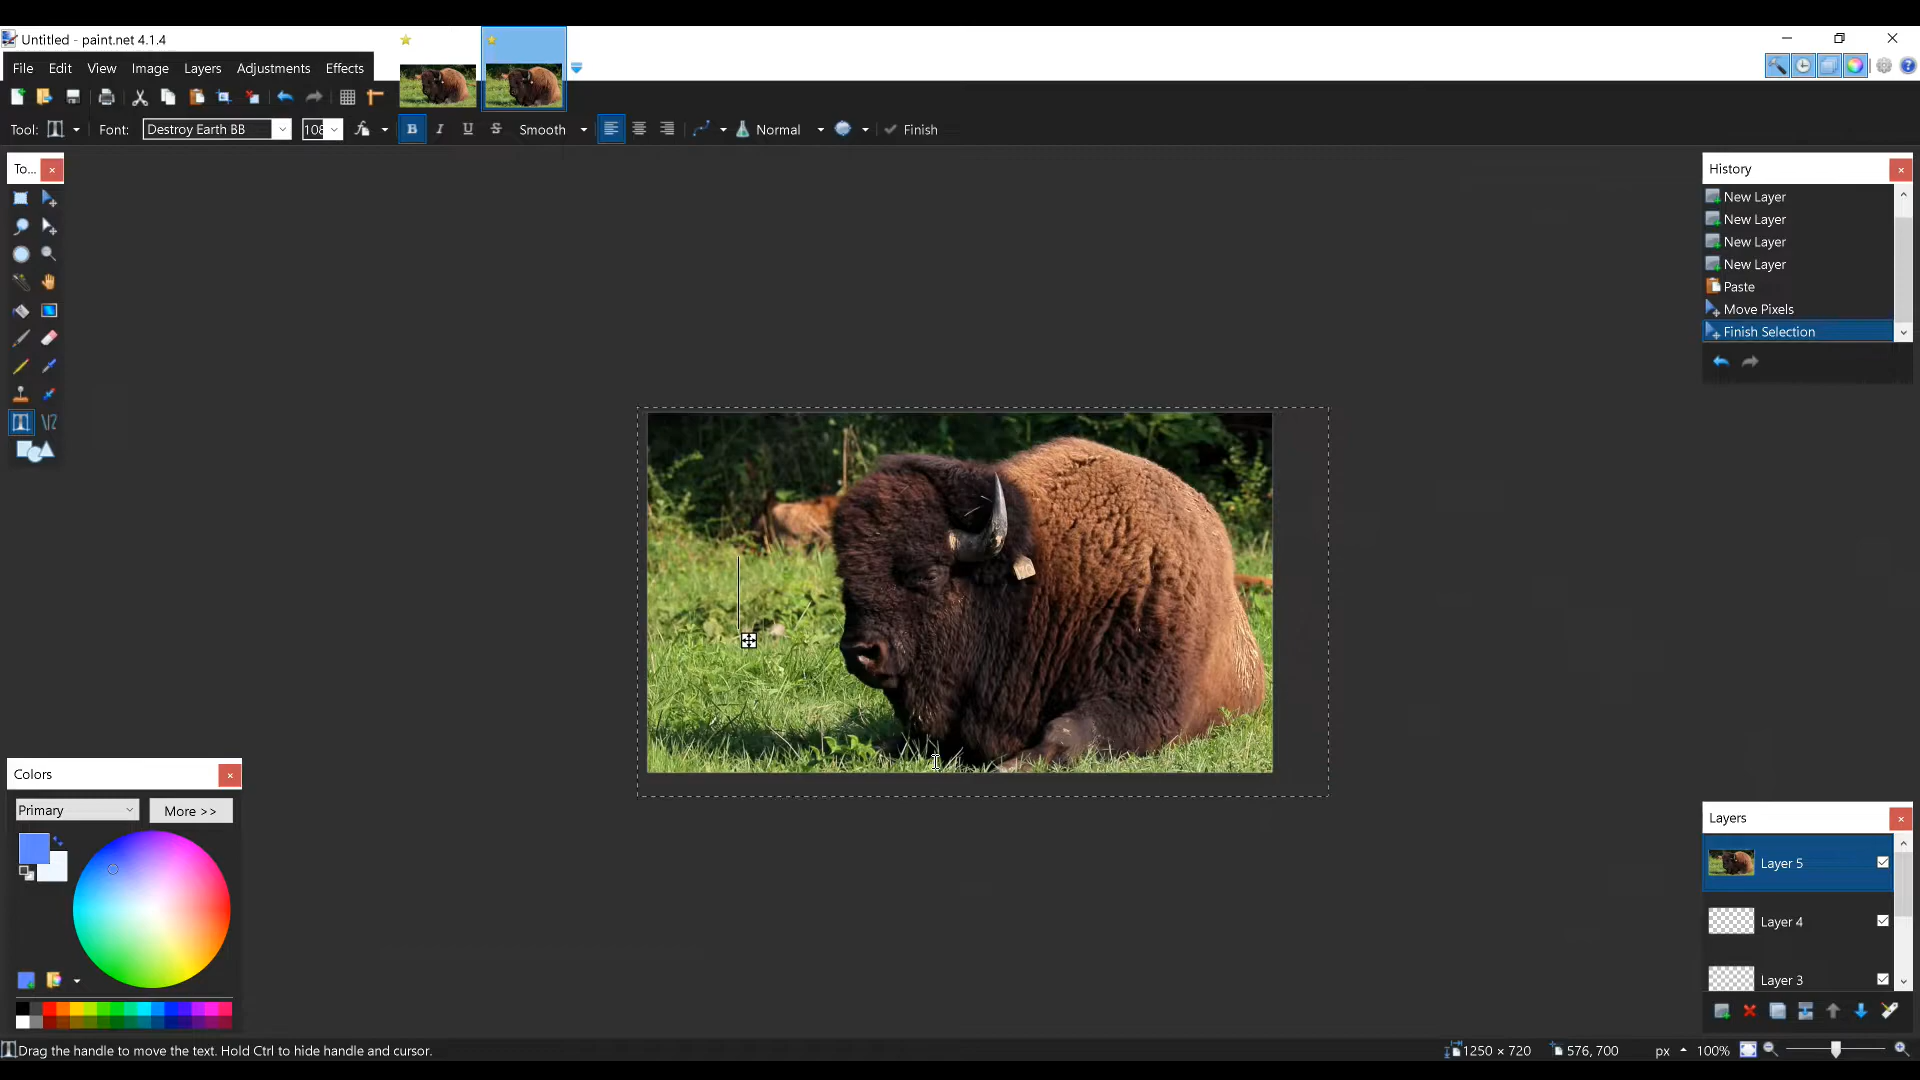 Untitled - paint.net 4.1.4
File Edit View Image Layers Adjustments Effects
Tool: Font: Destroy Earth BB 108 B I U S Smooth Normal Finish
To...
History
New Layer
New Layer
New Layer
New Layer
Paste
Move Pixels
Finish Selection
Colors
Primary More >>
Layers
Layer 5
Layer 4
Layer 3
Drag the handle to move the text. Hold Ctrl to hide handle and cursor. 1250 × 720 576, 700 px 100%